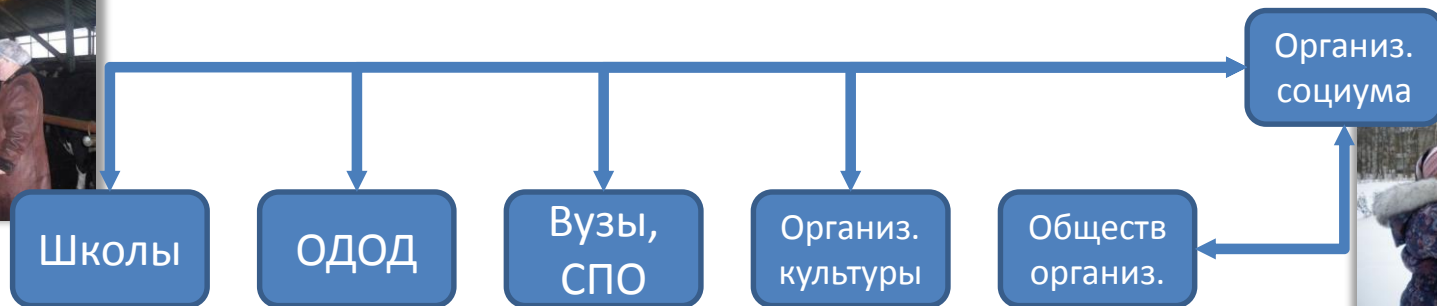 Организ.
социума
Школы
ОДОД
Вузы,
СПО
Организ.
культуры
Обществ
организ.